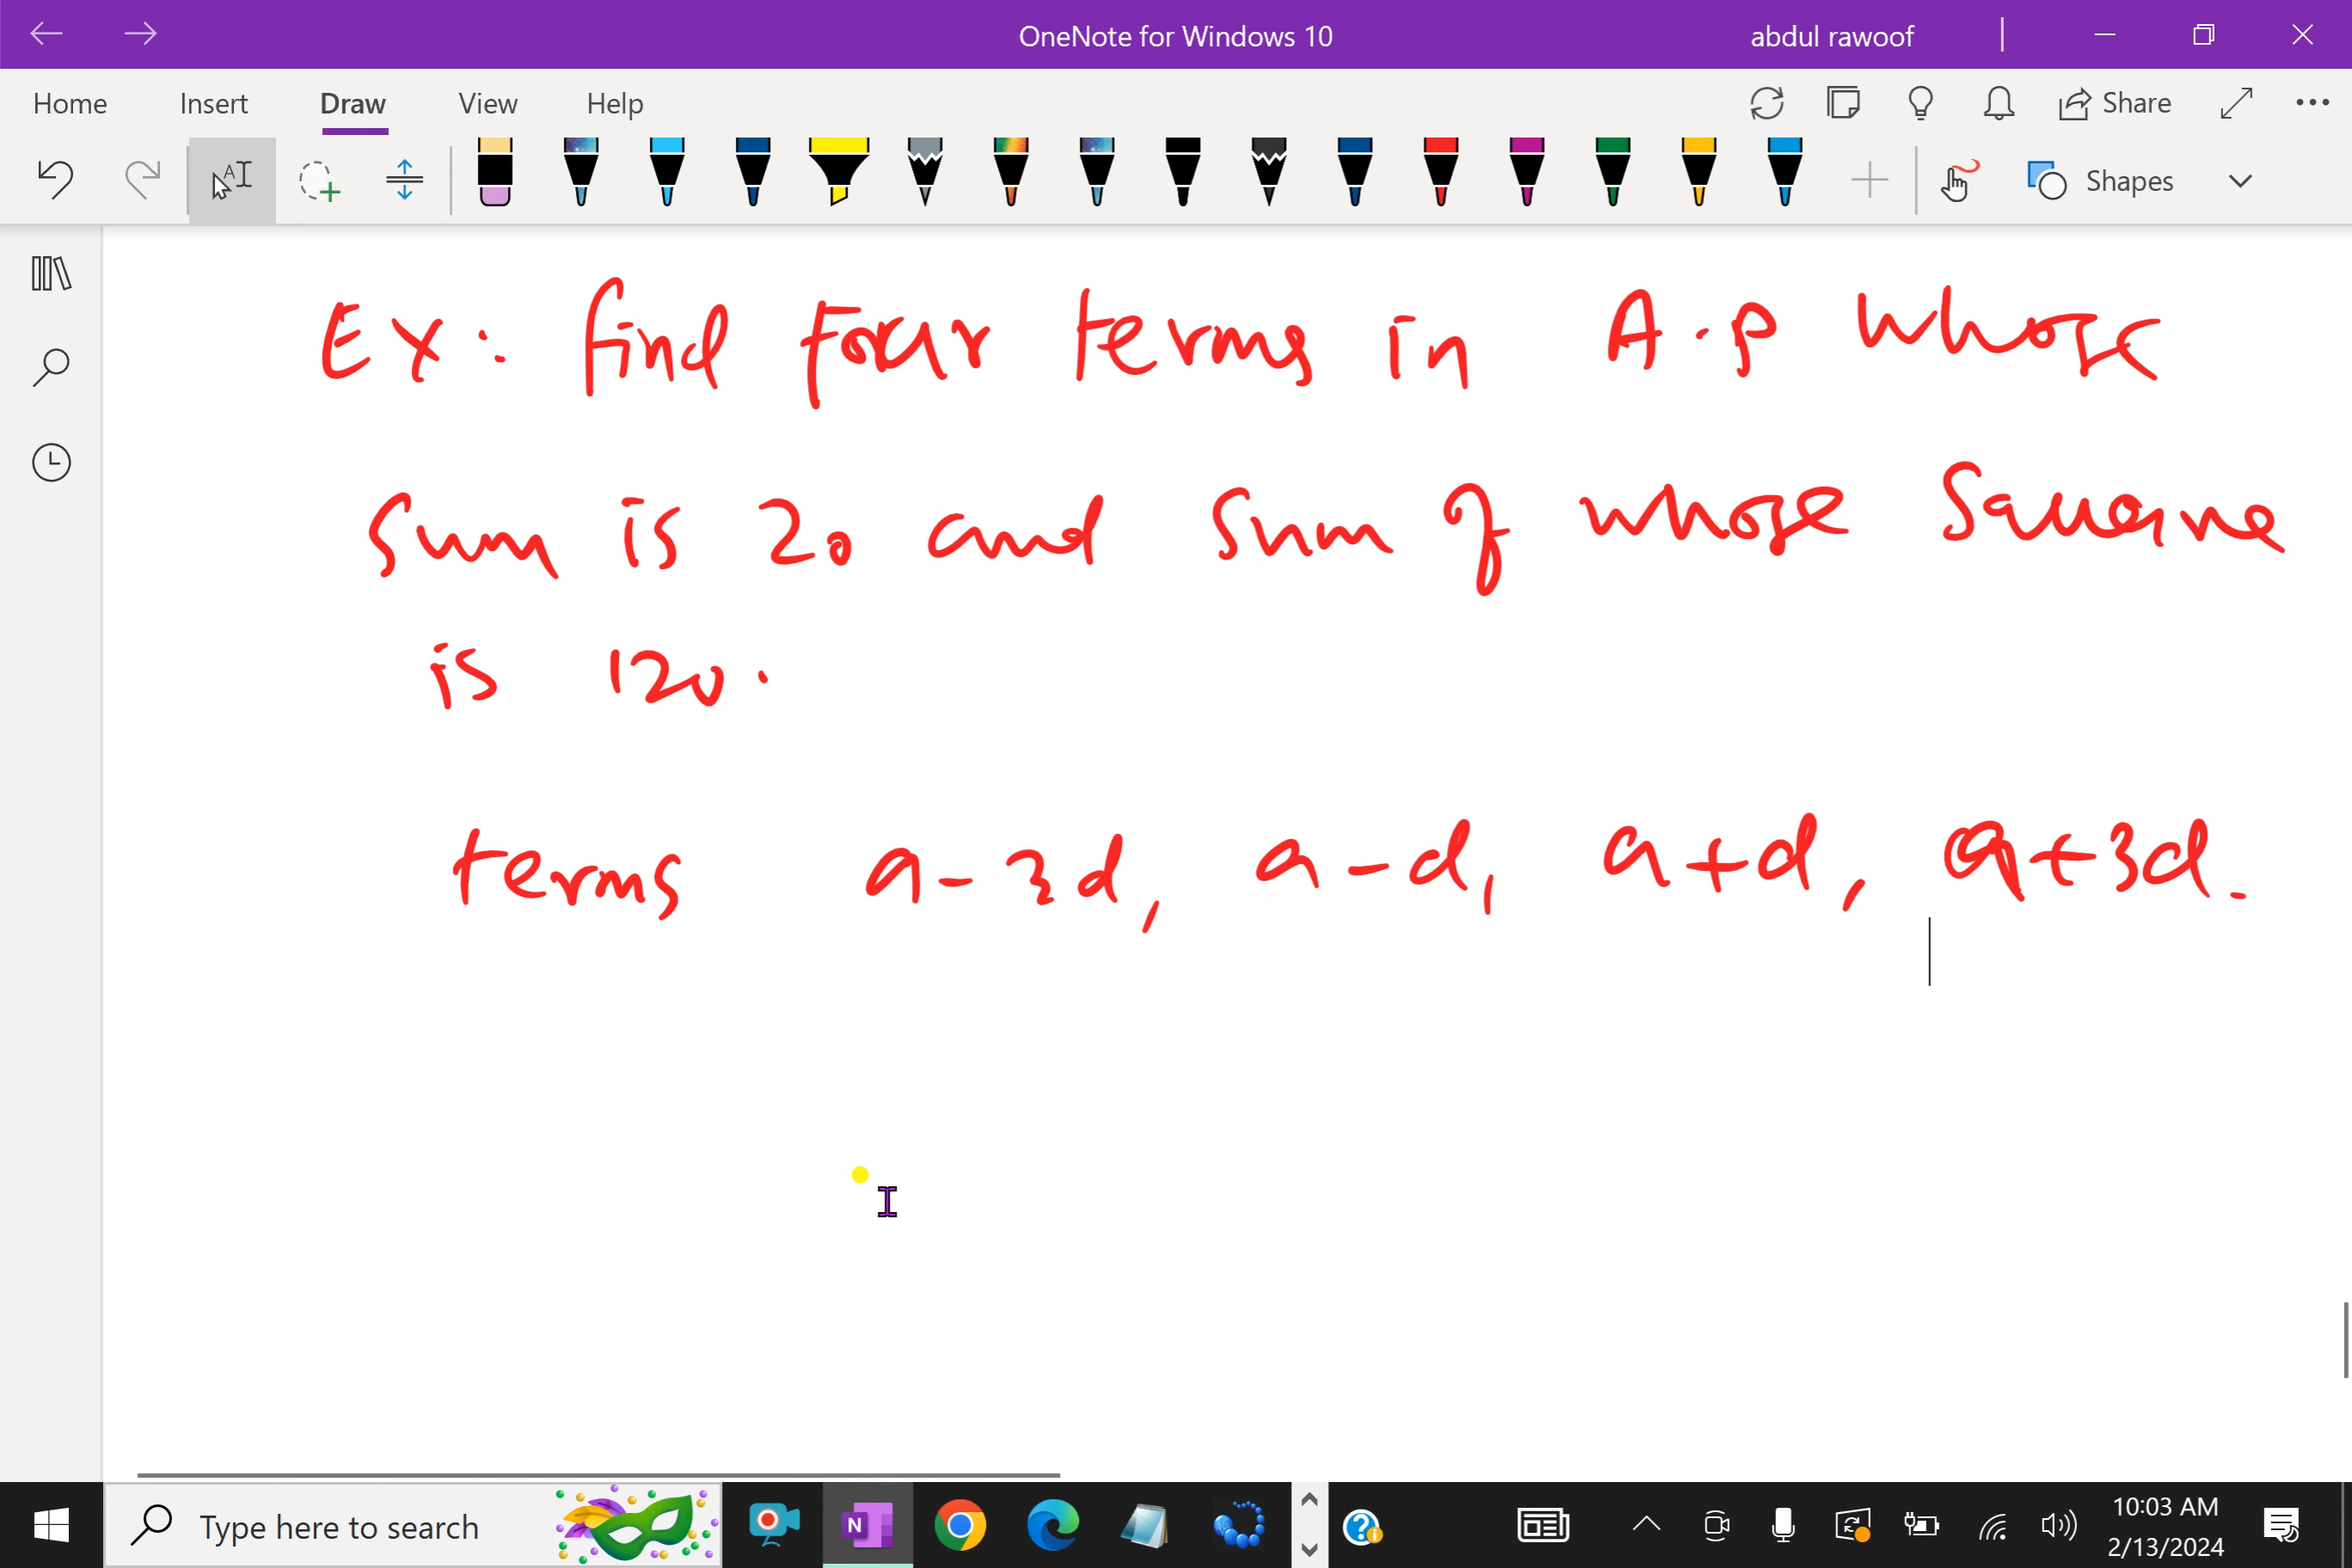 OneNote for Windows 10 abdul rawoof
Home Insert Draw View Help Share
Shapes
Ex: find four terms in A.P whose
sum is 20 and sum of whose square
is 120.
terms a-3d, a-d, a+d, a+3d.
Type here to search
10:03 AM
2/13/2024